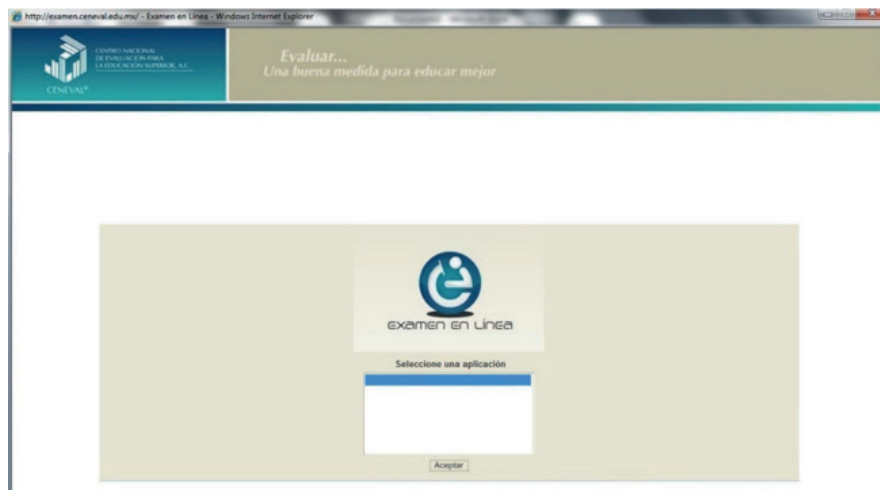 http://examen.ceneval.edu.mx/ - Examen en Línea - Windows Internet Explorer
CENTRO NACIONAL
DE EVALUACIÓN PARA
LA EDUCACIÓN SUPERIOR, A.C.
CENEVAL®
Evaluar...
Una buena medida para educar mejor
examen en línea
Seleccione una aplicación
Aceptar